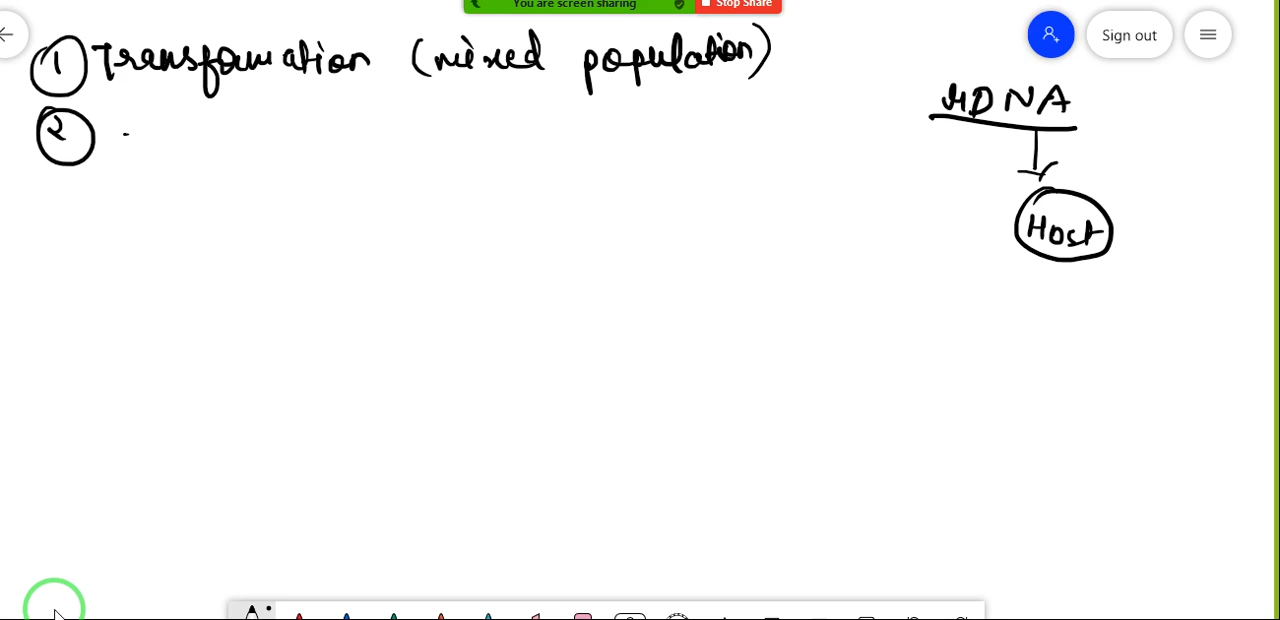 You are screen sharing Stop Share
Sign out
① Transformation (mixed population)
②
rDNA
Host